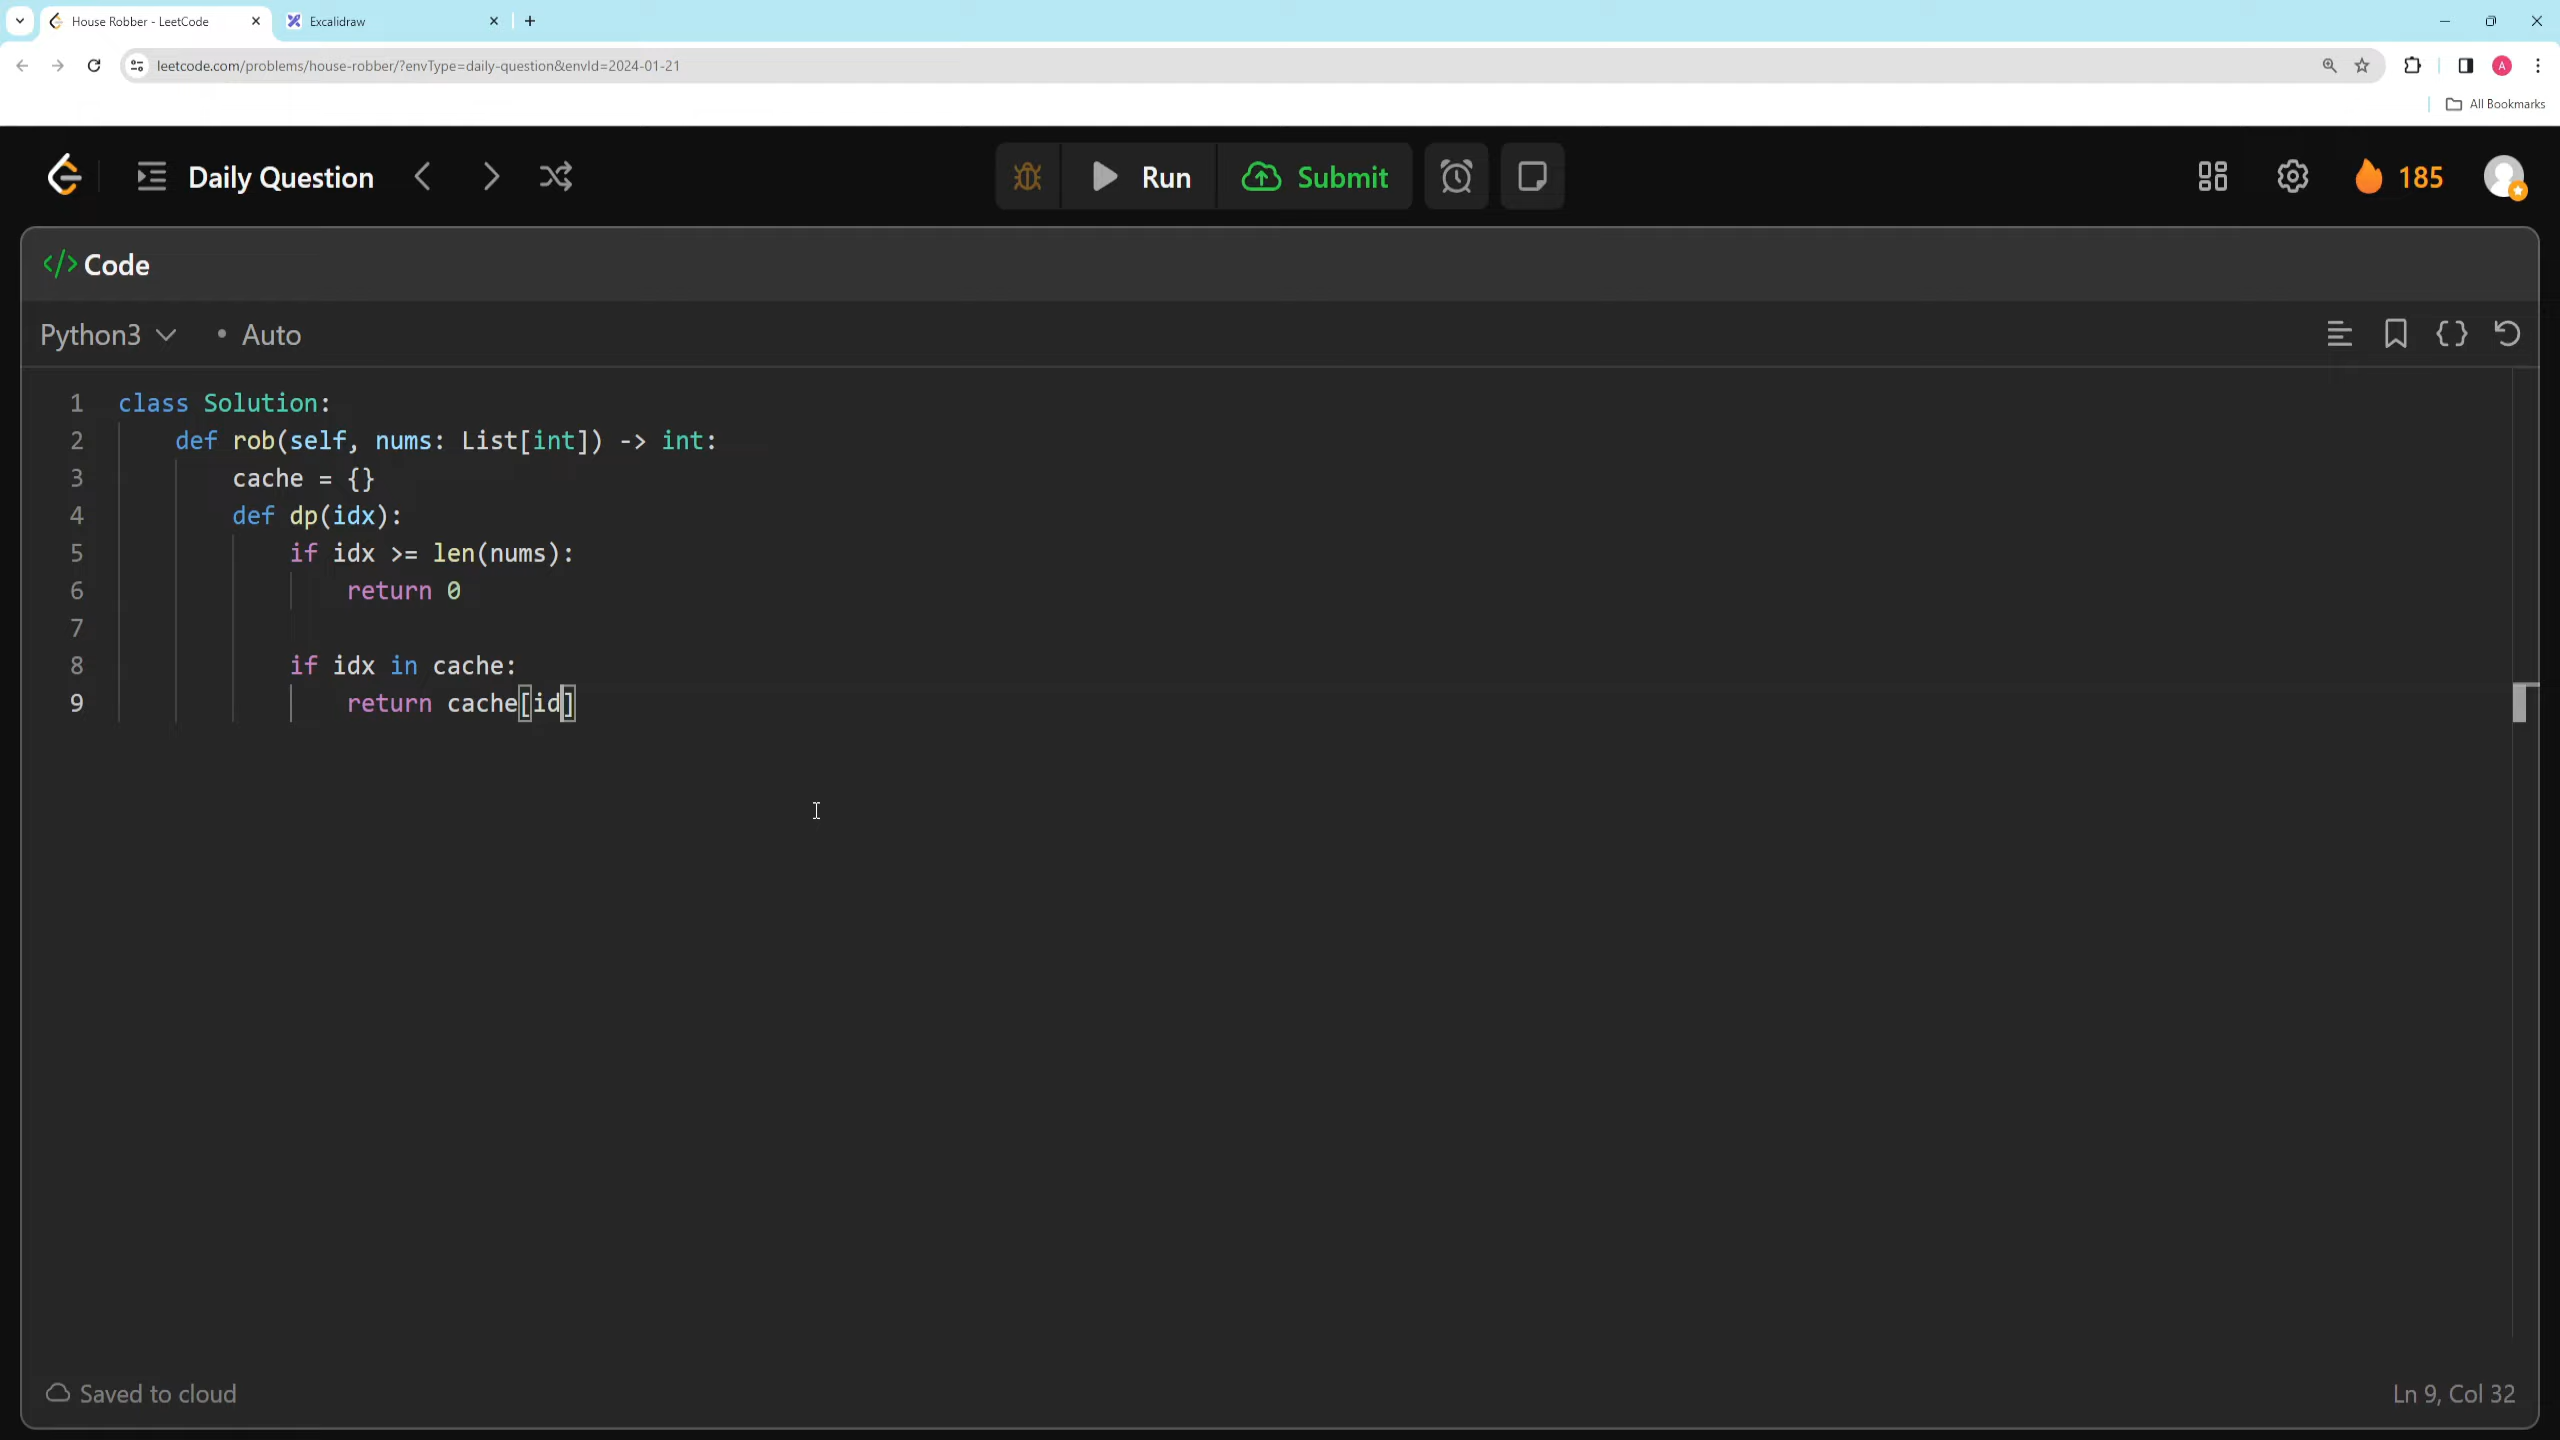 House Robber - LeetCode
Excalidraw
leetcode.com/problems/house-robber/?envType=daily-question&envId=2024-01-21
A
All Bookmarks
Daily Question
Run
Submit
185
</> Code
Python3
• Auto
1 class Solution:
2     def rob(self, nums: List[int]) -> int:
3         cache = {}
4         def dp(idx):
5             if idx >= len(nums):
6                 return 0
7
8             if idx in cache:
9                 return cache[id]
Saved to cloud
Ln 9, Col 32